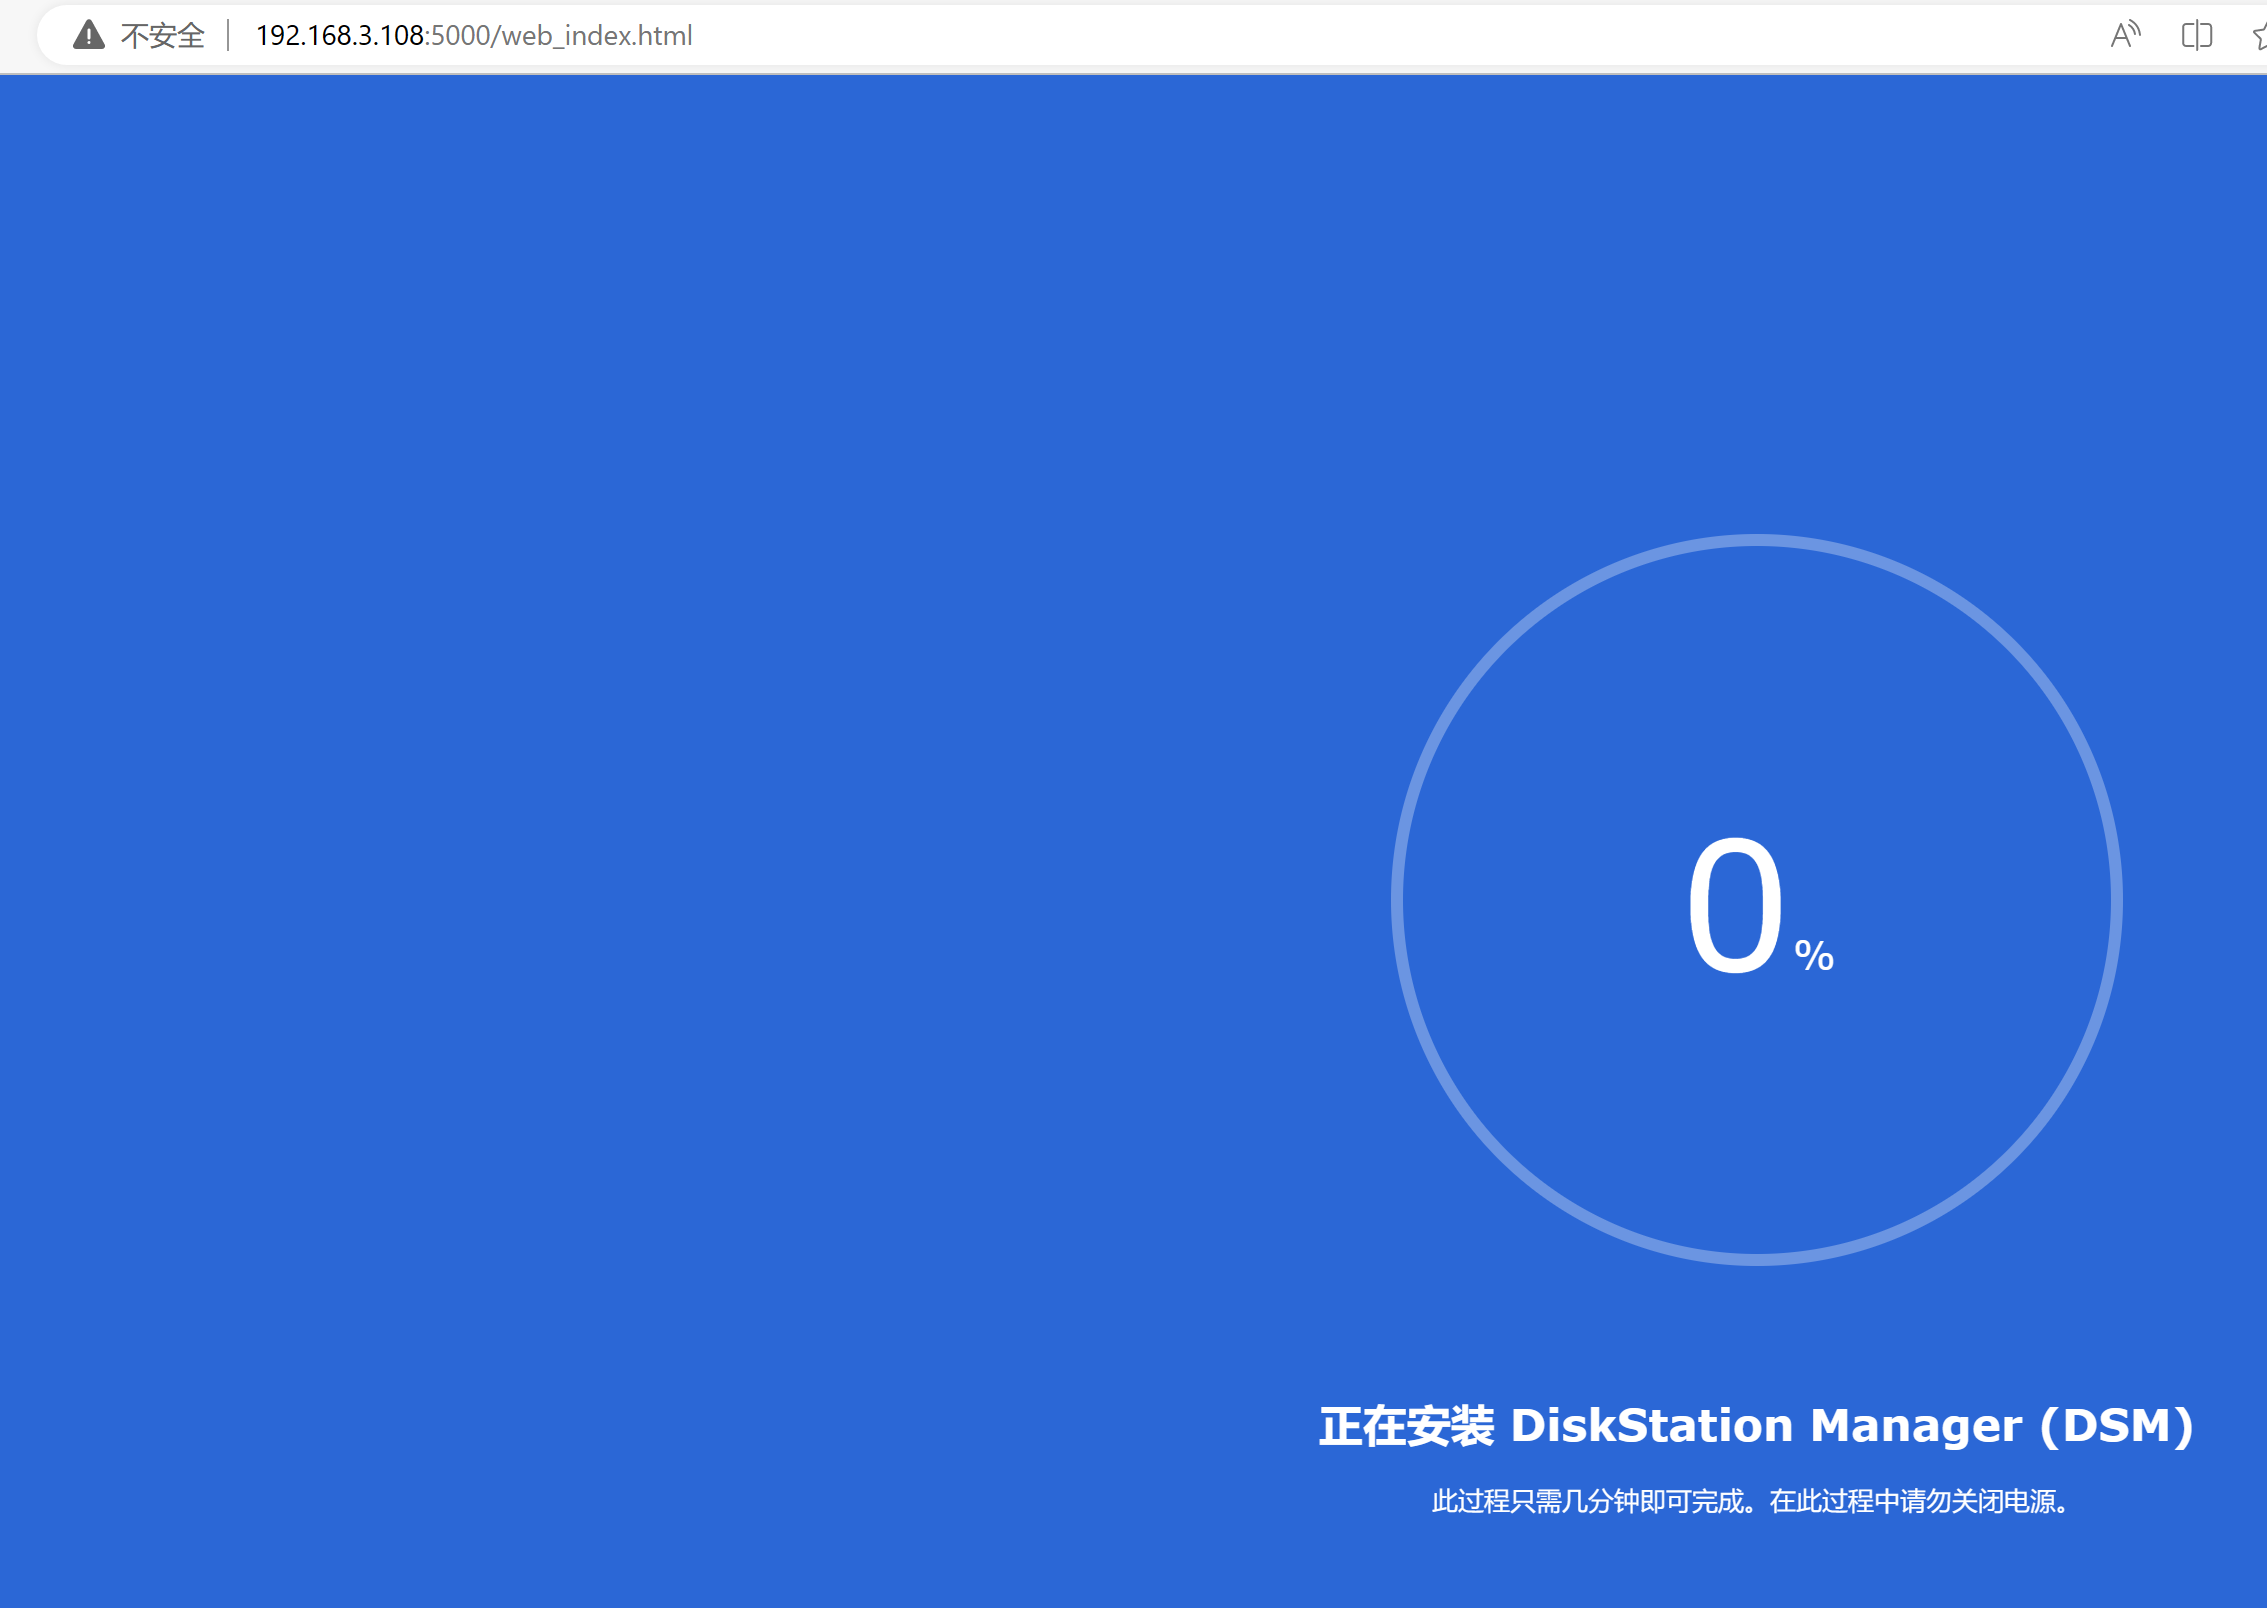 不安全 192.168.3.108:5000/web_index.html
0%
正在安装 DiskStation Manager (DSM)
此过程只需几分钟即可完成。在此过程中请勿关闭电源。